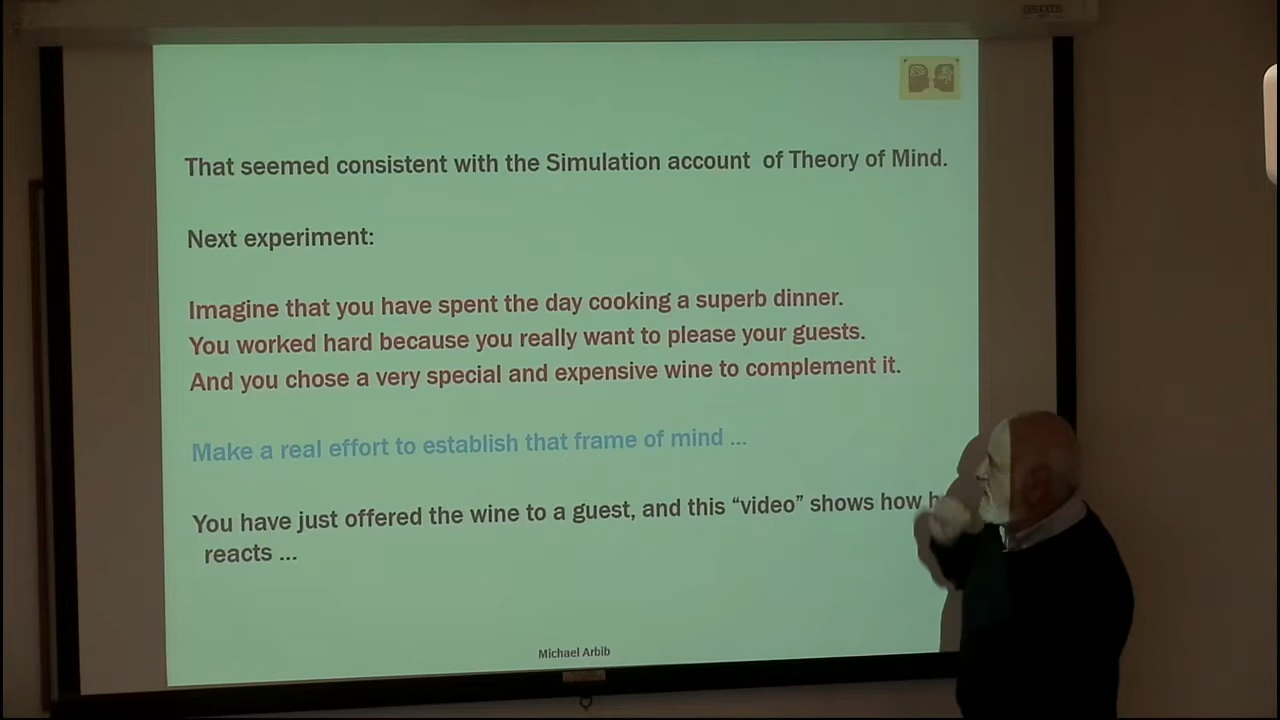 That seemed consistent with the Simulation account of Theory of Mind.
Next experiment:
Imagine that you have spent the day cooking a superb dinner.
You worked hard because you really want to please your guests.
And you chose a very special and expensive wine to complement it.
Make a real effort to establish that frame of mind ...
You have just offered the wine to a guest, and this “video” shows how
reacts ...
Michael Arbib